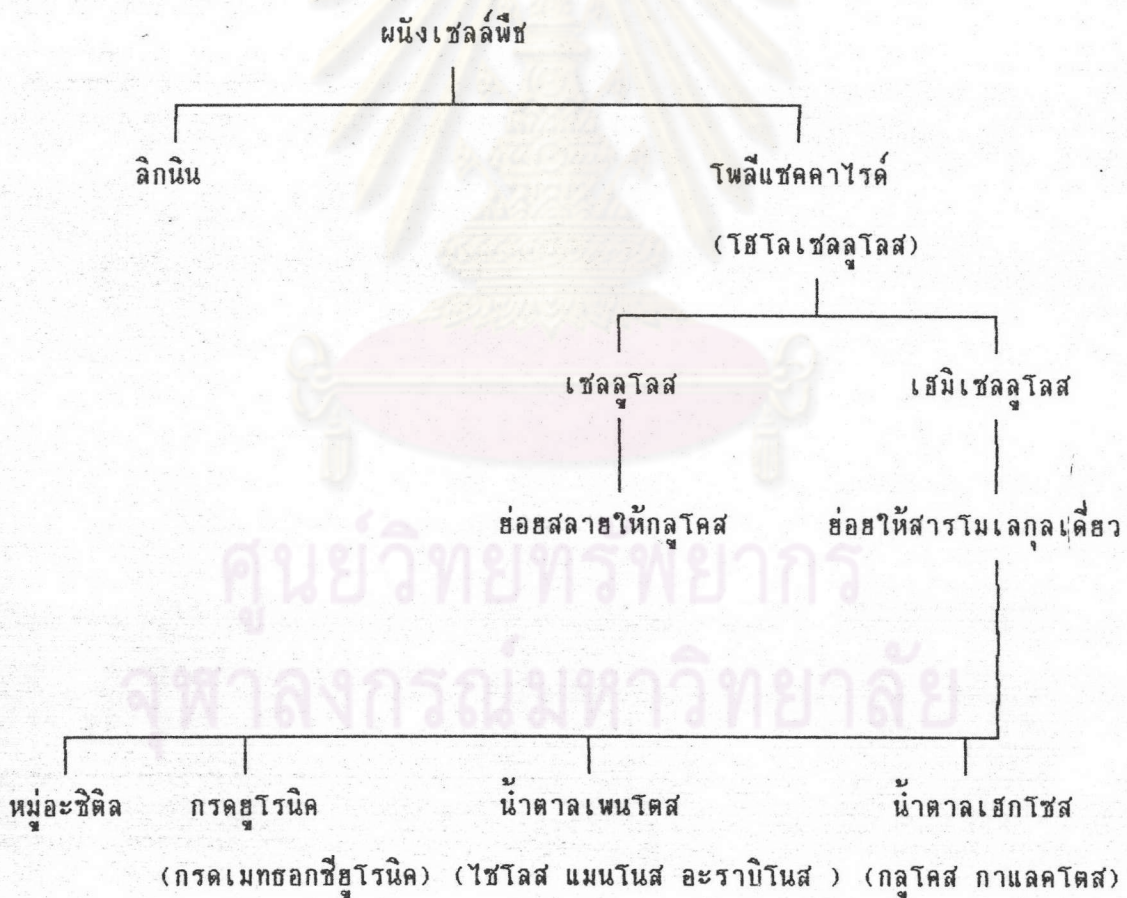 ผนังเซลล์พืช
ลิกนิน
โพลีแซคคาไรด์
(โฮโลเซลลูโลส)
เซลลูโลส
เฮมิเซลลูโลส
ย่อยสลายให้กลูโคส
ย่อยให้สารโมเลกุลเดี่ยว
ศูนย์วิทยทรัพยากร
จุฬาลงกรณ์มหาวิทยาลัย
หมู่อะซิติล
กรดยูโรนิค
น้ำตาลเพนโตส
น้ำตาลเฮกโซส
(กรดเมทธอกซียูโรนิค) (ไซโลส แมนโนส อะราบิโนส ) (กลูโคส กาแลคโตส)